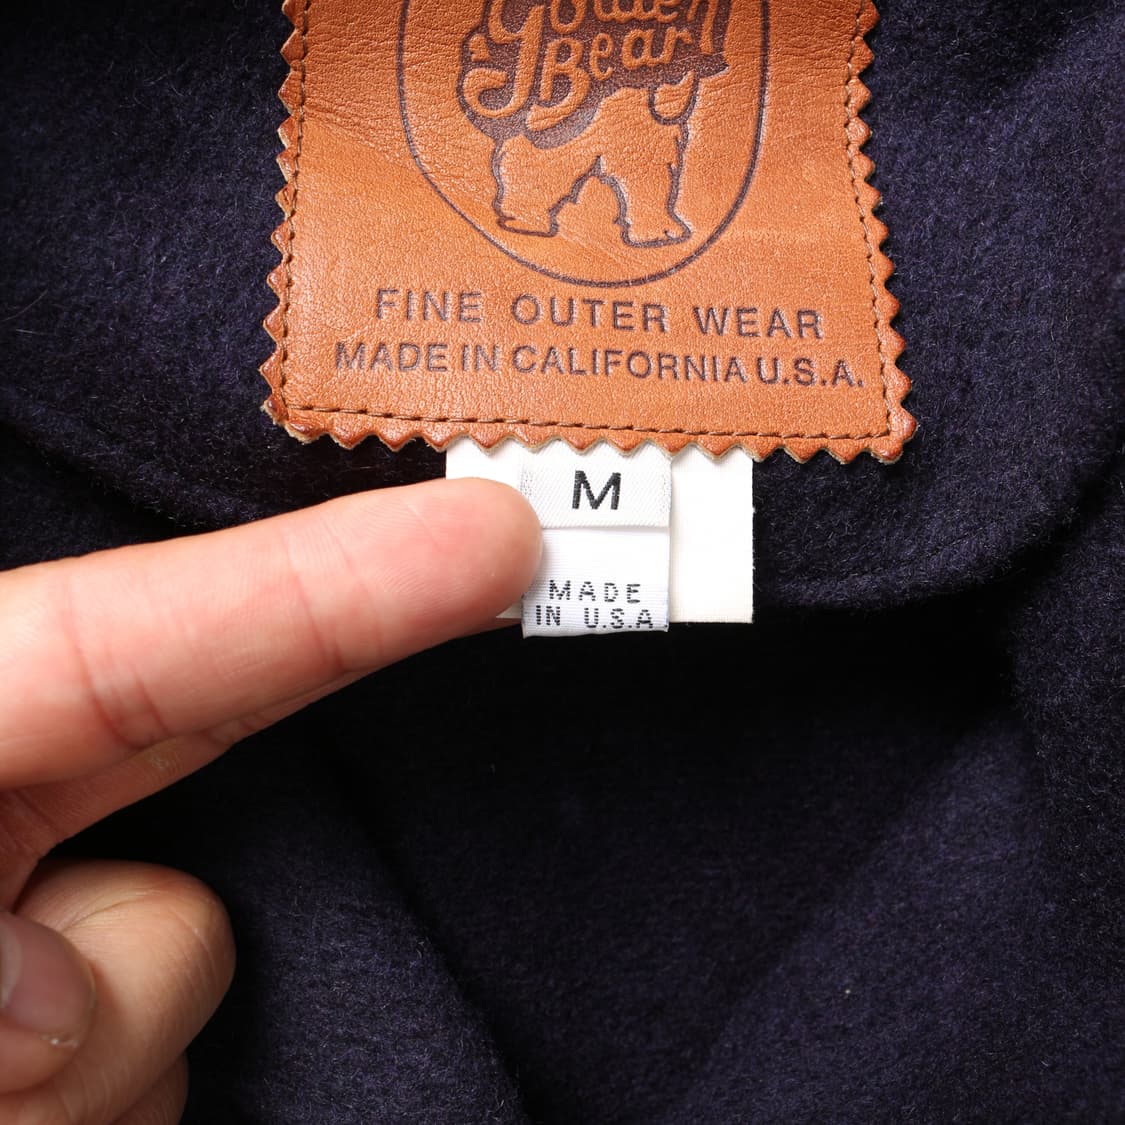 Golden
Bear
FINE OUTER WEAR
MADE IN CALIFORNIA U.S.A.
M
MADE
IN U.S.A